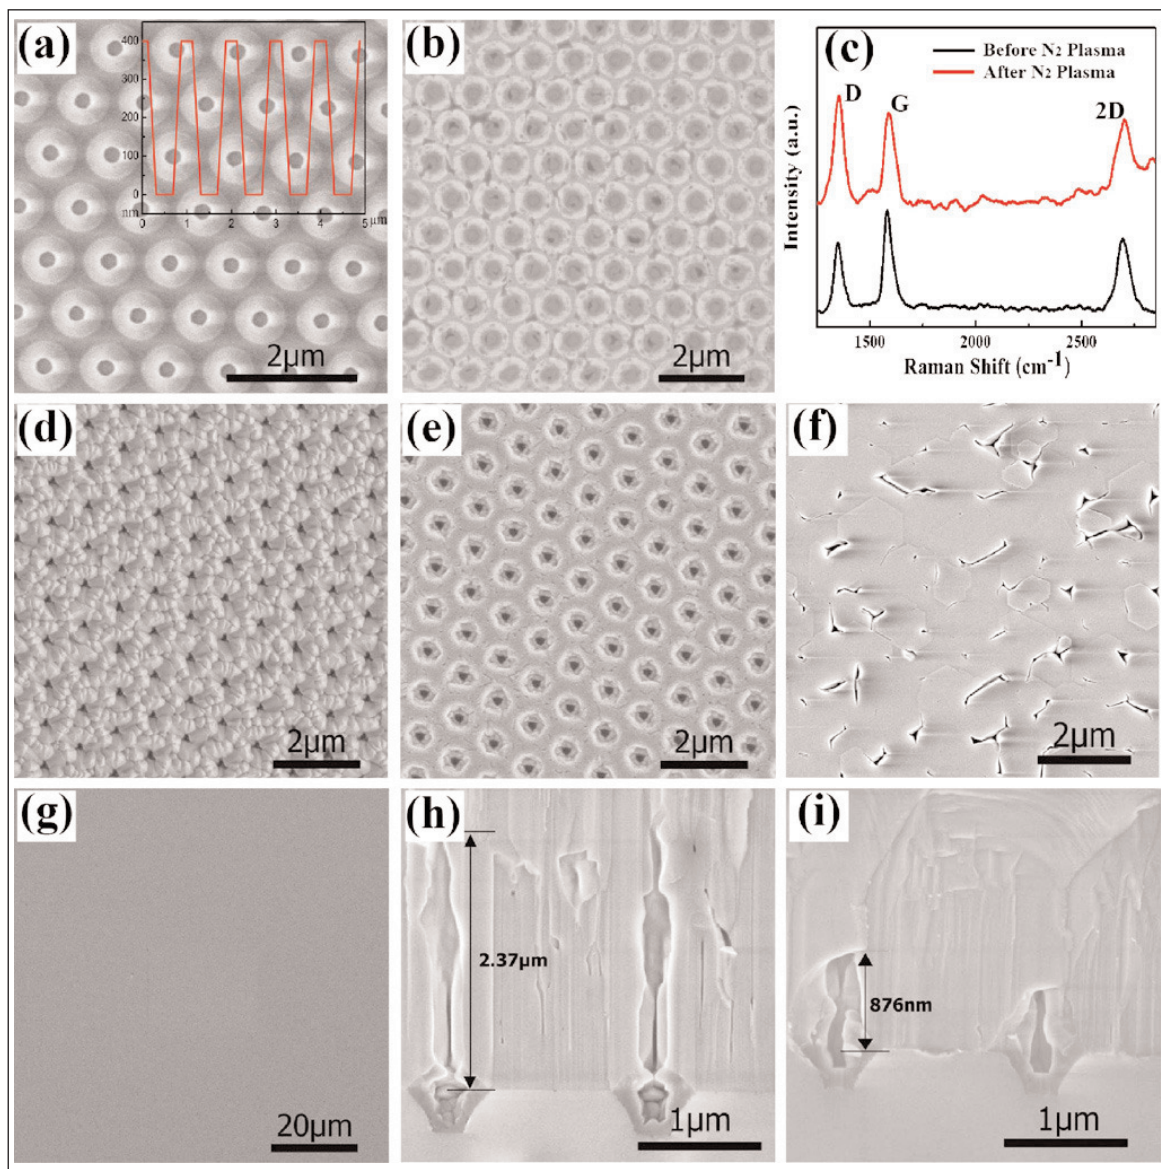 (a)
400
300
200
100
0
nm
0 1 2 3 4 5 μm
2μm
(b)
2μm
(c)
Before N2 Plasma
After N2 Plasma
D
G
2D
Intensity (a.u.)
1500 2000 2500
Raman Shift (cm-1)
(d)
2μm
(e)
2μm
(f)
2μm
(g)
20μm
(h)
2.37μm
1μm
(i)
876nm
1μm